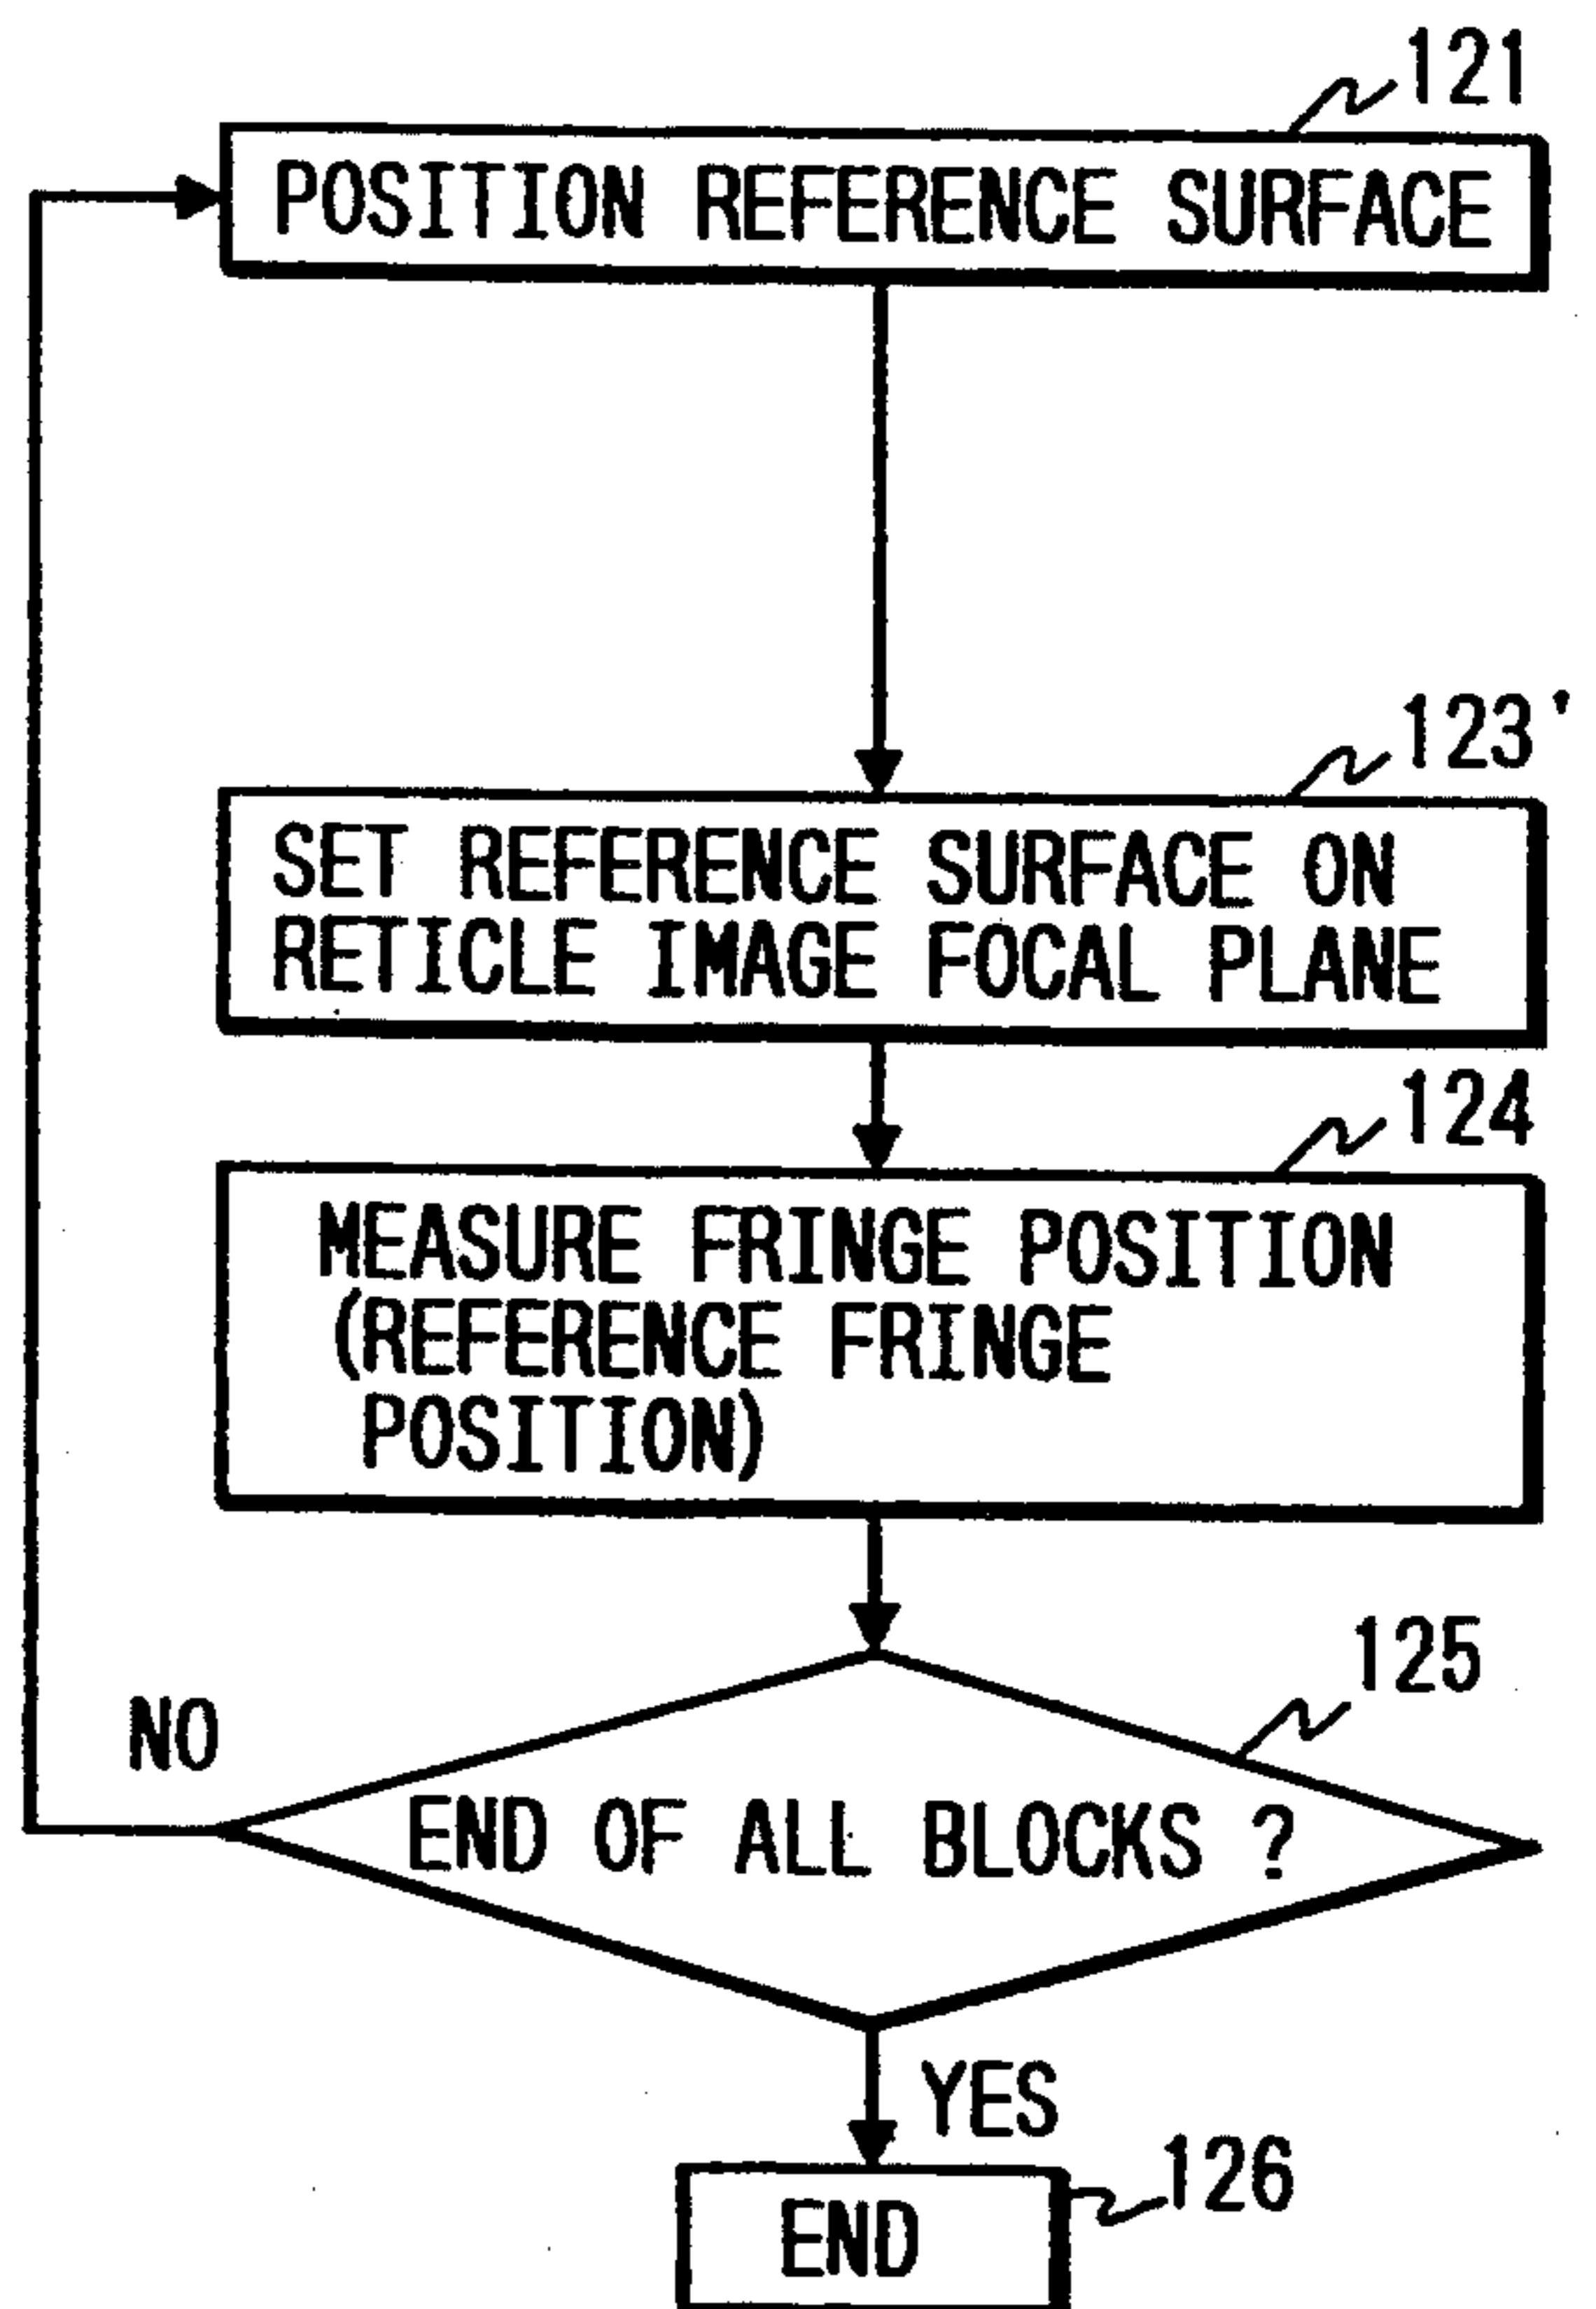 121
POSITION REFERENCE SURFACE
123'
SET REFERENCE SURFACE ON
RETICLE IMAGE FOCAL PLANE
124
MEASURE FRINGE POSITION
(REFERENCE FRINGE
POSITION)
125
NO
END OF ALL BLOCKS ?
YES
126
END